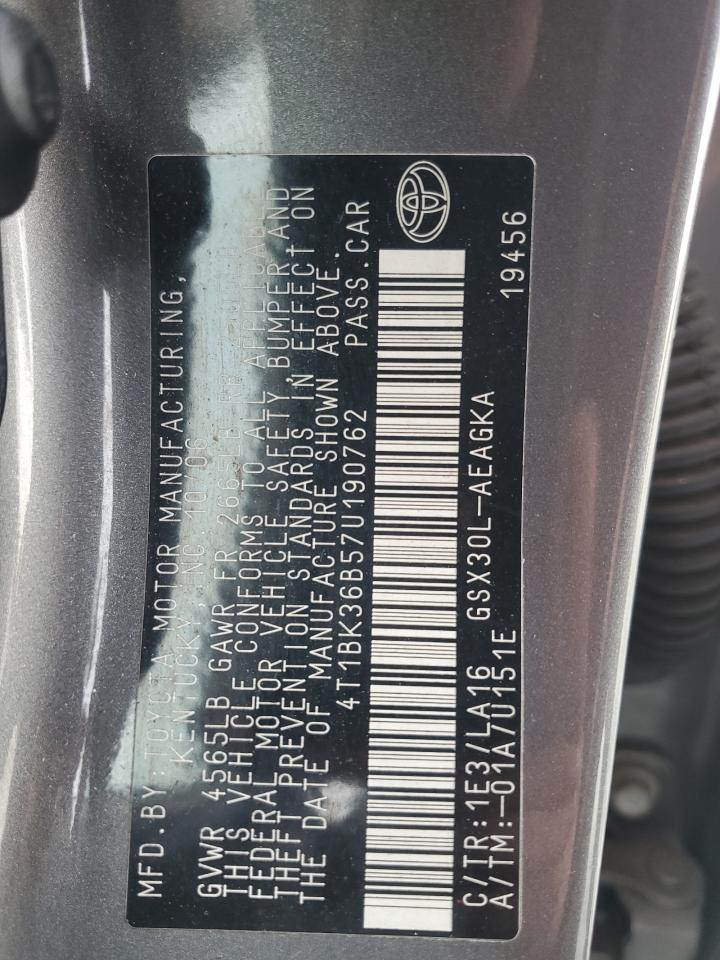 MFD.BY:TOYOTA MOTOR MANUFACTURING,
KENTUCKY, INC. 10/06
GVWR 4565LB GAWR FR 2665LB RR
THIS VEHICLE CONFORMS TO ALL APPLICABLE
FEDERAL MOTOR VEHICLE SAFETY, BUMPER AND
THEFT PREVENTION STANDARDS IN EFFECT ON
THE DATE OF MANUFACTURE SHOWN ABOVE.
4T1BK36B57U190762 PASS.CAR
C/TR:1E3/LA16 GSX30L-AEAGKA
A/TM:-01A/U151E 19456